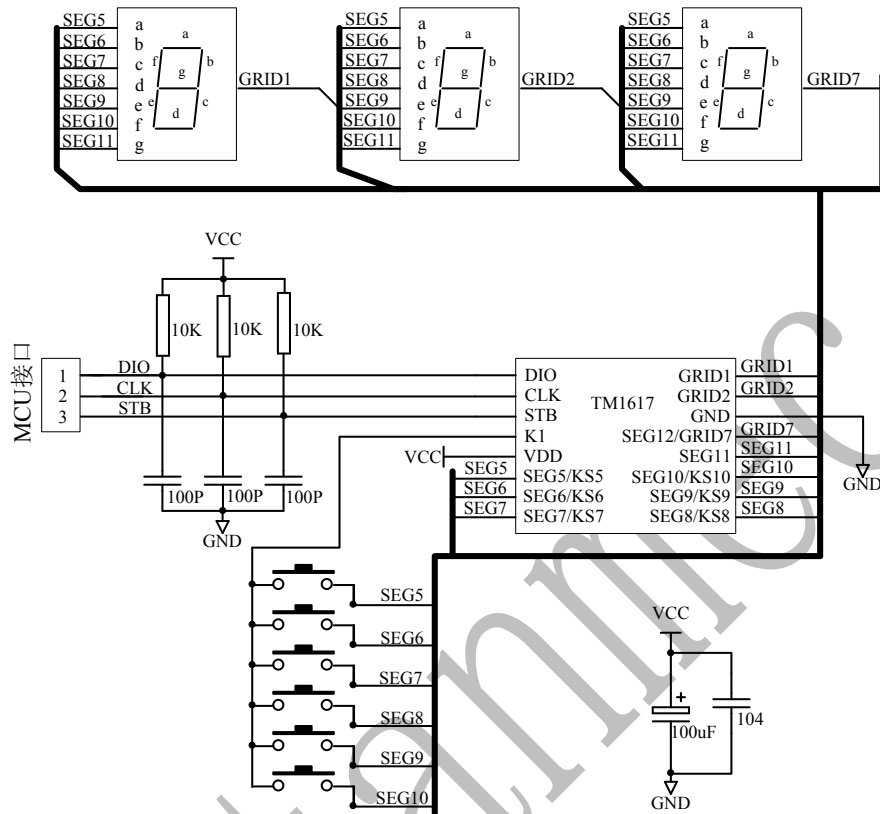 SEG5 a SEG5 a SEG5 a
SEG6 b SEG6 b SEG6 b
SEG7 c SEG7 c SEG7 c
SEG8 d SEG8 d SEG8 d
SEG9 e SEG9 e SEG9 e
SEG10 f SEG10 f SEG10 f
SEG11 g SEG11 g SEG11 g
a
f g b
e d c
GRID1
a
f g b
e d c
GRID2
a
f g b
e d c
GRID7
VCC
10K 10K 10K
MCU接口
1 DIO
2 CLK
3 STB
100P 100P 100P
GND
TM1617
DIO GRID1 GRID1
CLK GRID2 GRID2
STB GND
K1 SEG12/GRID7 GRID7
VCC VDD SEG11 SEG11
SEG5 SEG5/KS5 SEG10/KS10 SEG10
SEG6 SEG6/KS6 SEG9/KS9 SEG9
SEG7 SEG7/KS7 SEG8/KS8 SEG8
GND
SEG5
SEG6
SEG7
SEG8
SEG9
SEG10
VCC
+
100uF 104
GND